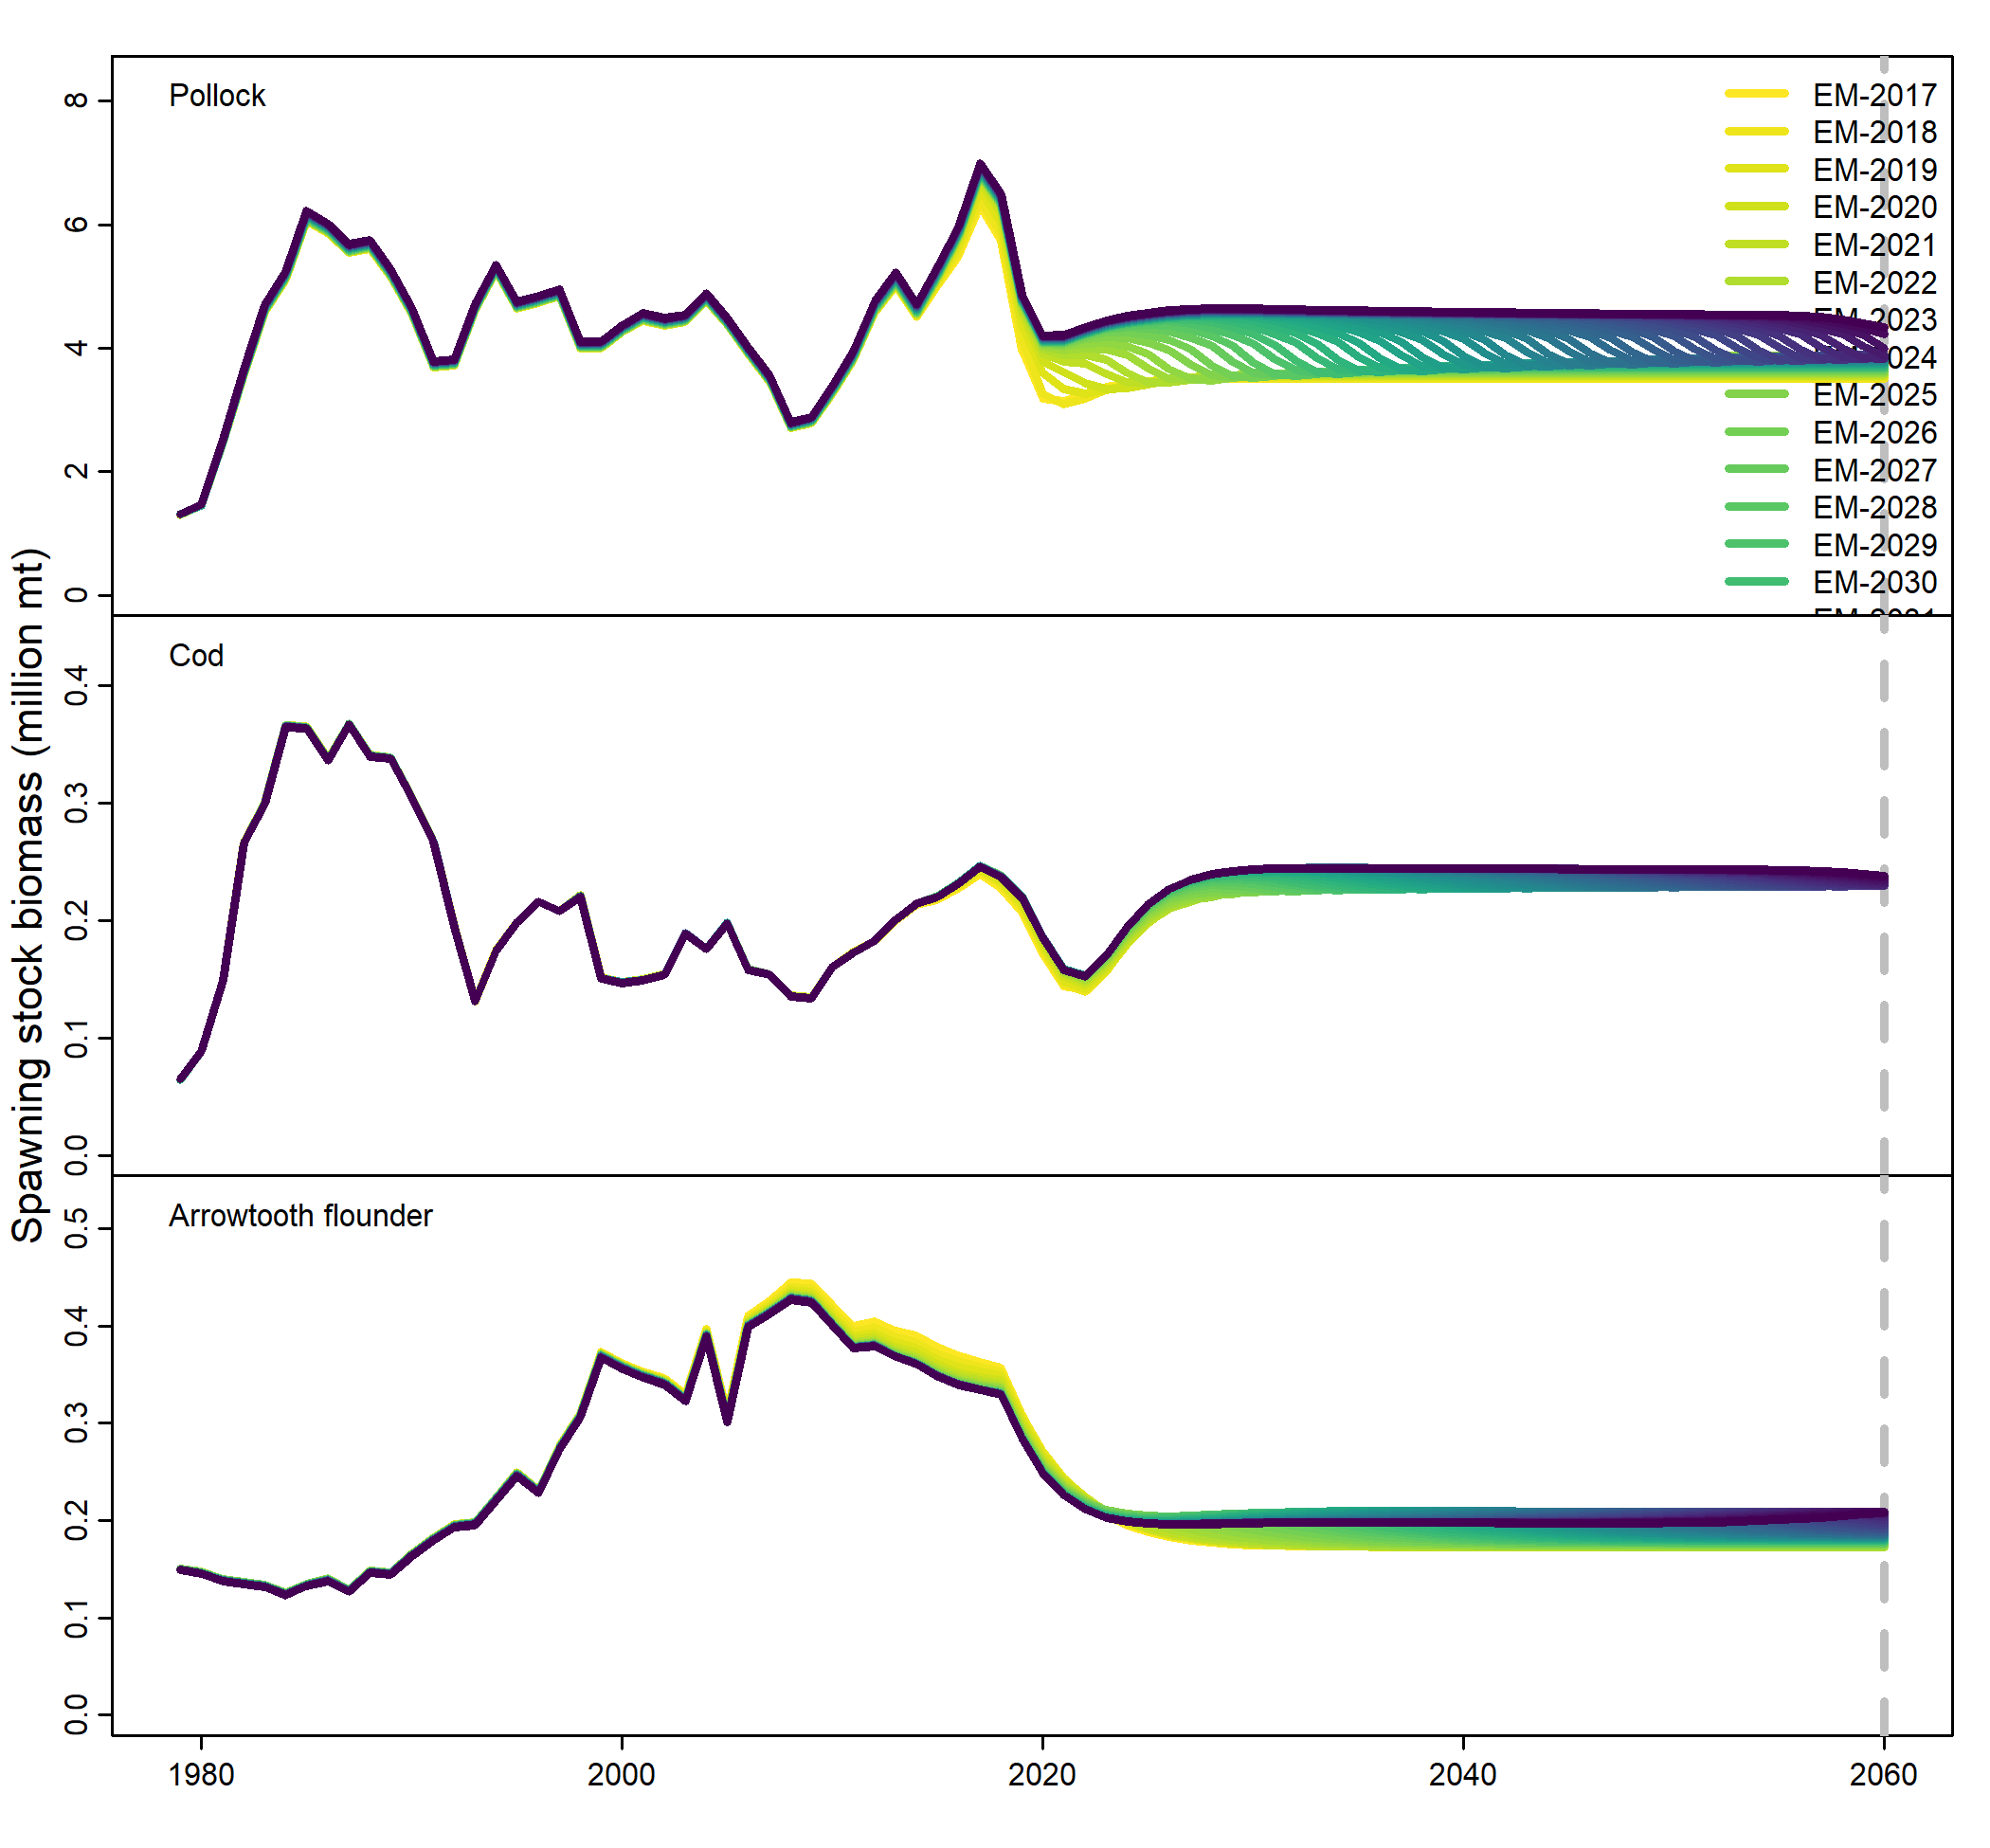 Pollock
8
6
4
2
0
EM-2017
EM-2018
EM-2019
EM-2020
EM-2021
EM-2022
EM-2025
EM-2026
EM-2027
EM-2028
EM-2029
EM-2030
Spawning stock biomass (million mt)
Cod
0.4
0.3
0.2
0.1
0.0
Arrowtooth flounder
0.5
0.4
0.3
0.2
0.1
0.0
1980
2000
2020
2040
2060